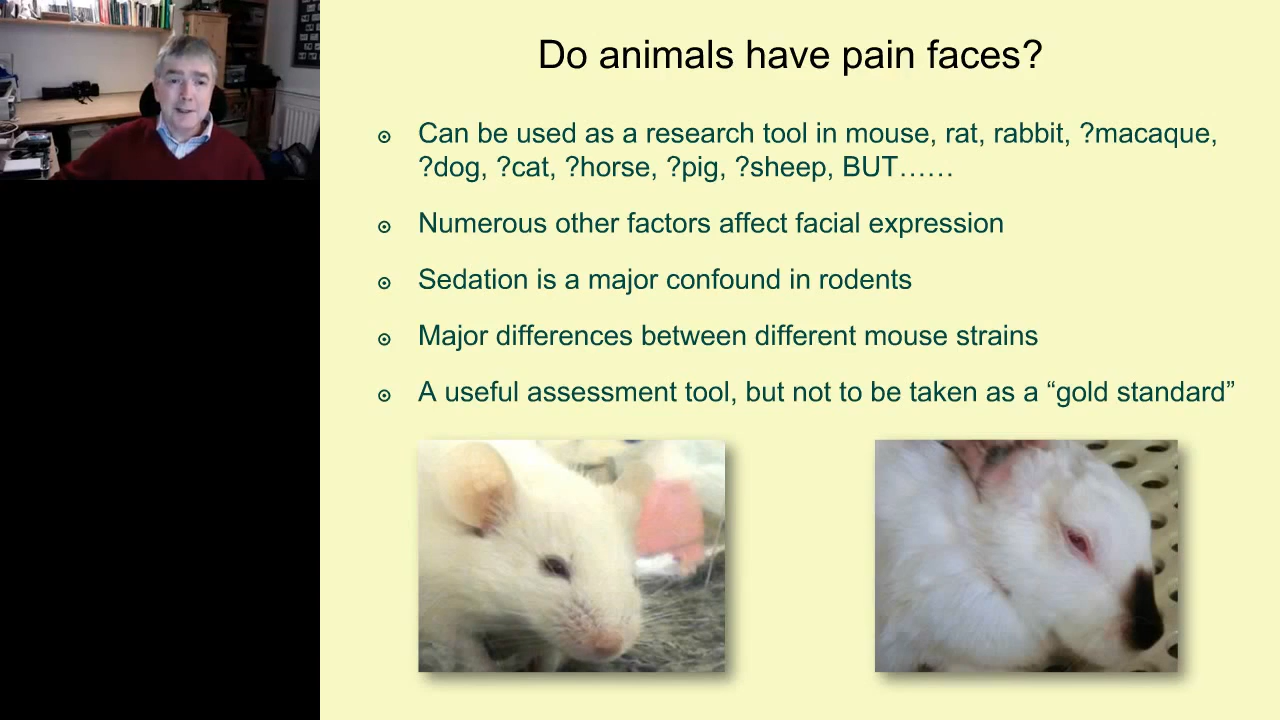 Do animals have pain faces?
Can be used as a research tool in mouse, rat, rabbit, ?macaque,
?dog, ?cat, ?horse, ?pig, ?sheep, BUT……
Numerous other factors affect facial expression
Sedation is a major confound in rodents
Major differences between different mouse strains
A useful assessment tool, but not to be taken as a “gold standard”